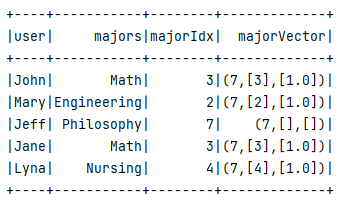 +----+-----------+--------+-------------+
|user|     majors|majorIdx|  majorVector|
+----+-----------+--------+-------------+
|John|       Math|       3|(7,[3],[1.0])|
|Mary|Engineering|       2|(7,[2],[1.0])|
|Jeff| Philosophy|       7|    (7,[],[])|
|Jane|       Math|       3|(7,[3],[1.0])|
|Lyna|    Nursing|       4|(7,[4],[1.0])|
+----+-----------+--------+-------------+